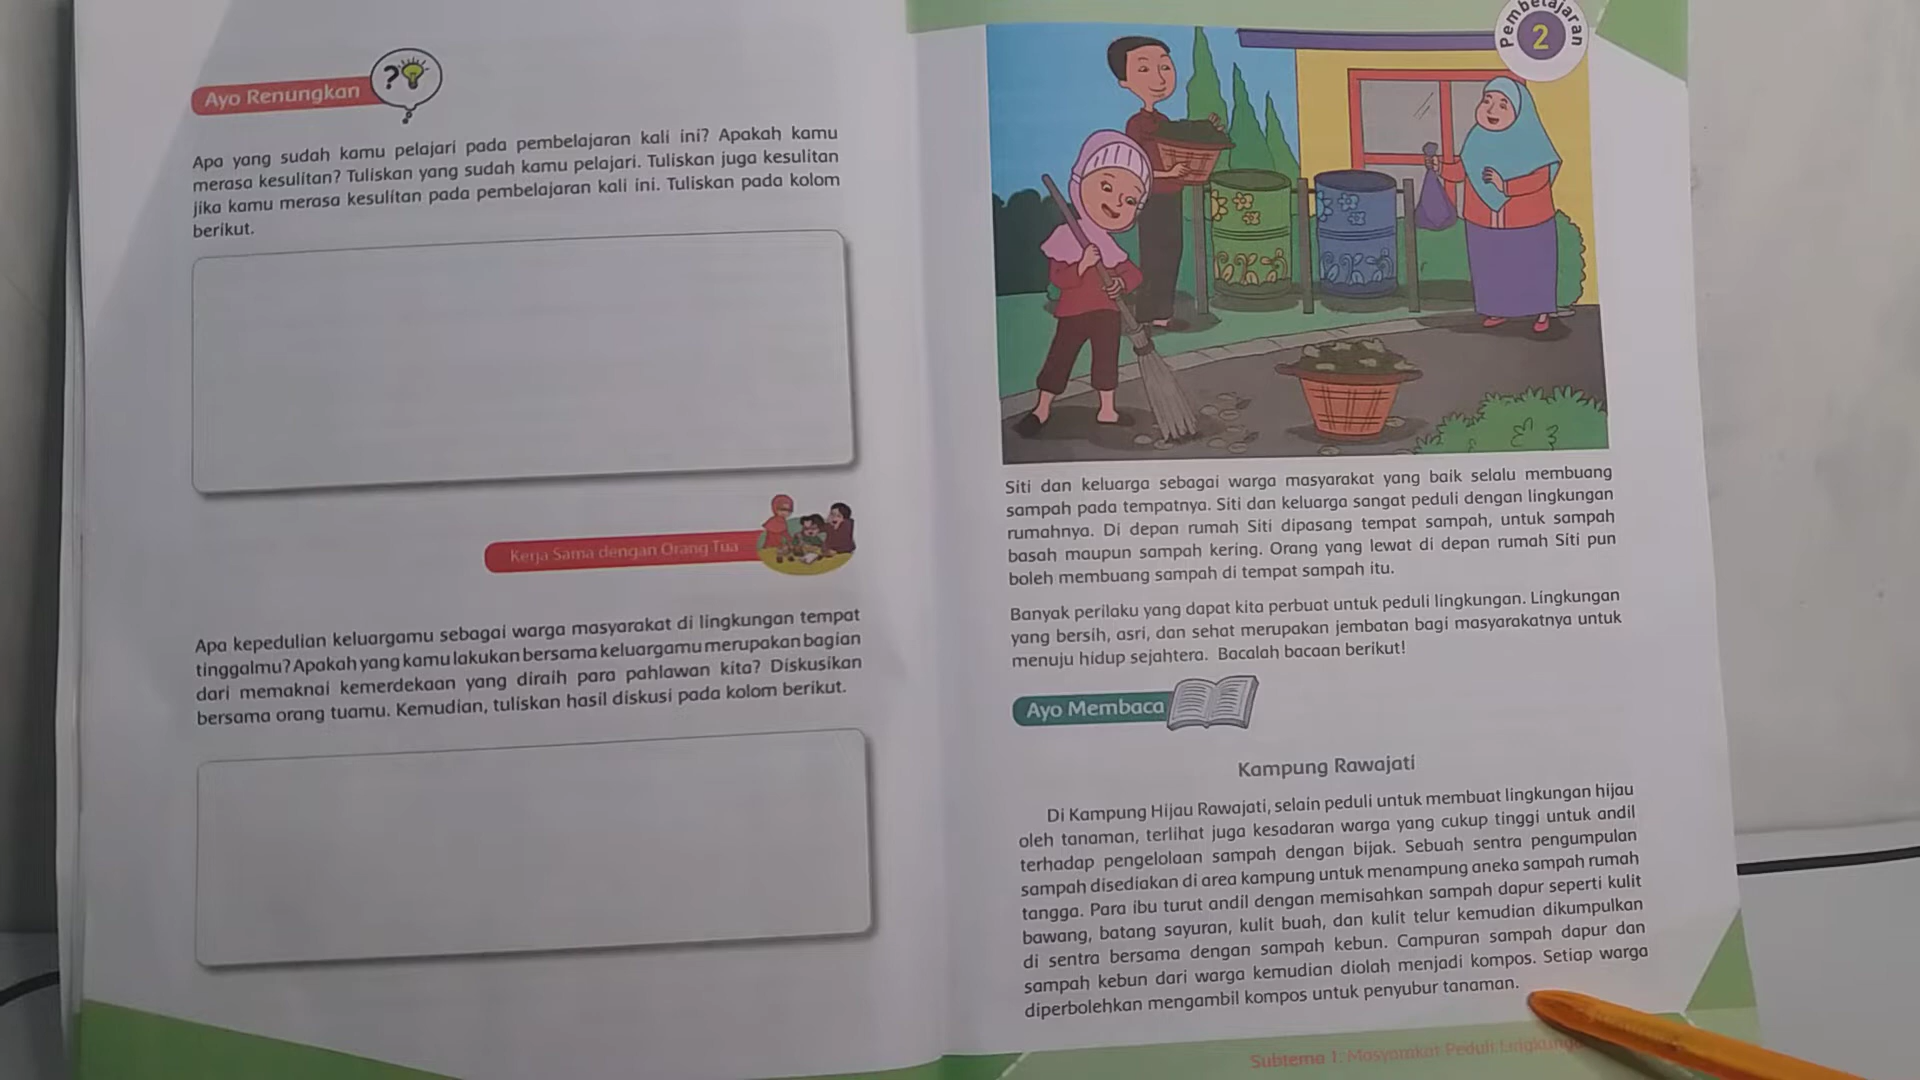 Ayo Renungkan
Apa yang sudah kamu pelajari pada pembelajaran kali ini? Apakah kamu
merasa kesulitan? Tuliskan yang sudah kamu pelajari. Tuliskan juga kesulitan
jika kamu merasa kesulitan pada pembelajaran kali ini. Tuliskan pada kolom
berikut.
Kerja Sama dengan Orang Tua
Apa kepedulian keluargamu sebagai warga masyarakat di lingkungan tempat
tinggalmu? Apakah yang kamu lakukan bersama keluargamu merupakan bagian
dari memaknai kemerdekaan yang diraih para pahlawan kita? Diskusikan
bersama orang tuamu. Kemudian, tuliskan hasil diskusi pada kolom berikut.
Pembelajaran
2
Siti dan keluarga sebagai warga masyarakat yang baik selalu membuang
sampah pada tempatnya. Siti dan keluarga sangat peduli dengan lingkungan
rumahnya. Di depan rumah Siti dipasang tempat sampah, untuk sampah
basah maupun sampah kering. Orang yang lewat di depan rumah Siti pun
boleh membuang sampah di tempat sampah itu.
Banyak perilaku yang dapat kita perbuat untuk peduli lingkungan. Lingkungan
yang bersih, asri, dan sehat merupakan jembatan bagi masyarakatnya untuk
menuju hidup sejahtera. Bacalah bacaan berikut!
Ayo Membaca
Kampung Rawajati
Di Kampung Hijau Rawajati, selain peduli untuk membuat lingkungan hijau
oleh tanaman, terlihat juga kesadaran warga yang cukup tinggi untuk andil
terhadap pengelolaan sampah dengan bijak. Sebuah sentra pengumpulan
sampah disediakan di area kampung untuk menampung aneka sampah rumah
tangga. Para ibu turut andil dengan memisahkan sampah dapur seperti kulit
bawang, batang sayuran, kulit buah, dan kulit telur kemudian dikumpulkan
di sentra bersama dengan sampah kebun. Campuran sampah dapur dan
sampah kebun dari warga kemudian diolah menjadi kompos. Setiap warga
diperbolehkan mengambil kompos untuk penyubur tanaman.
Subtema 1: Masyarakat Peduli